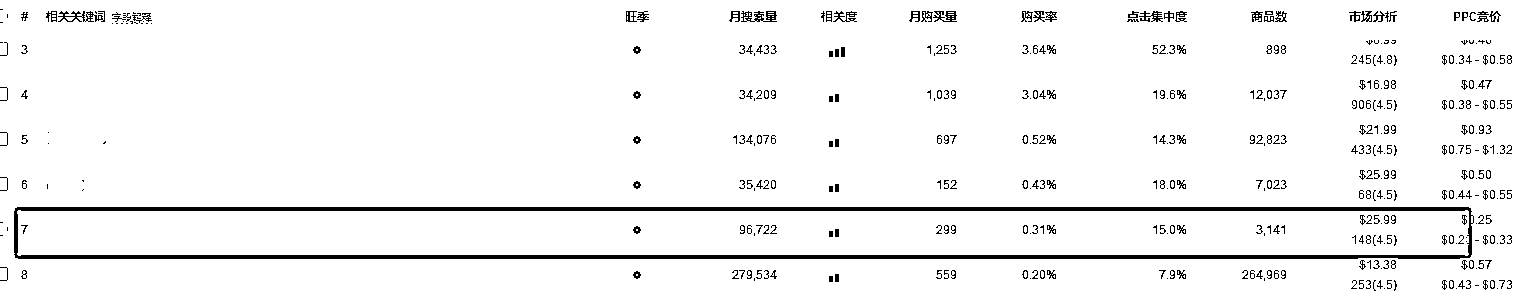 # 相关关键词 字段解释 旺季 月搜索量 相关度 月购买量 购买率 点击集中度 商品数 市场分析 PPC竞价
3 34,433 1,253 3.64% 52.3% 898
245(4.8) $0.34 - $0.58
$16.98 $0.47
4 34,209 1,039 3.04% 19.6% 12,037
906(4.5) $0.38 - $0.55
$21.99 $0.93
5 134,076 697 0.52% 14.3% 92,823
433(4.5) $0.75 - $1.32
$25.99 $0.50
6 35,420 152 0.43% 18.0% 7,023
68(4.5) $0.44 - $0.55
$25.99 $0.25
7 96,722 299 0.31% 15.0% 3,141
148(4.5) - $0.33
$13.38 $0.57
8 279,534 559 0.20% 7.9% 264,969
253(4.5) $0.43 - $0.73